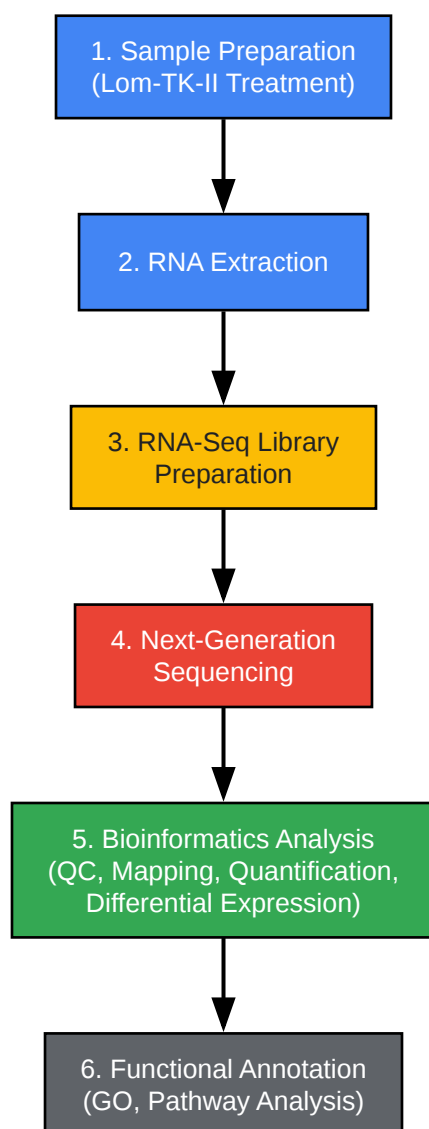 1. Sample Preparation
(Lom-TK-II Treatment)
2. RNA Extraction
3. RNA-Seq Library
Preparation
4. Next-Generation
Sequencing
5. Bioinformatics Analysis
(QC, Mapping, Quantification,
Differential Expression)
6. Functional Annotation
(GO, Pathway Analysis)